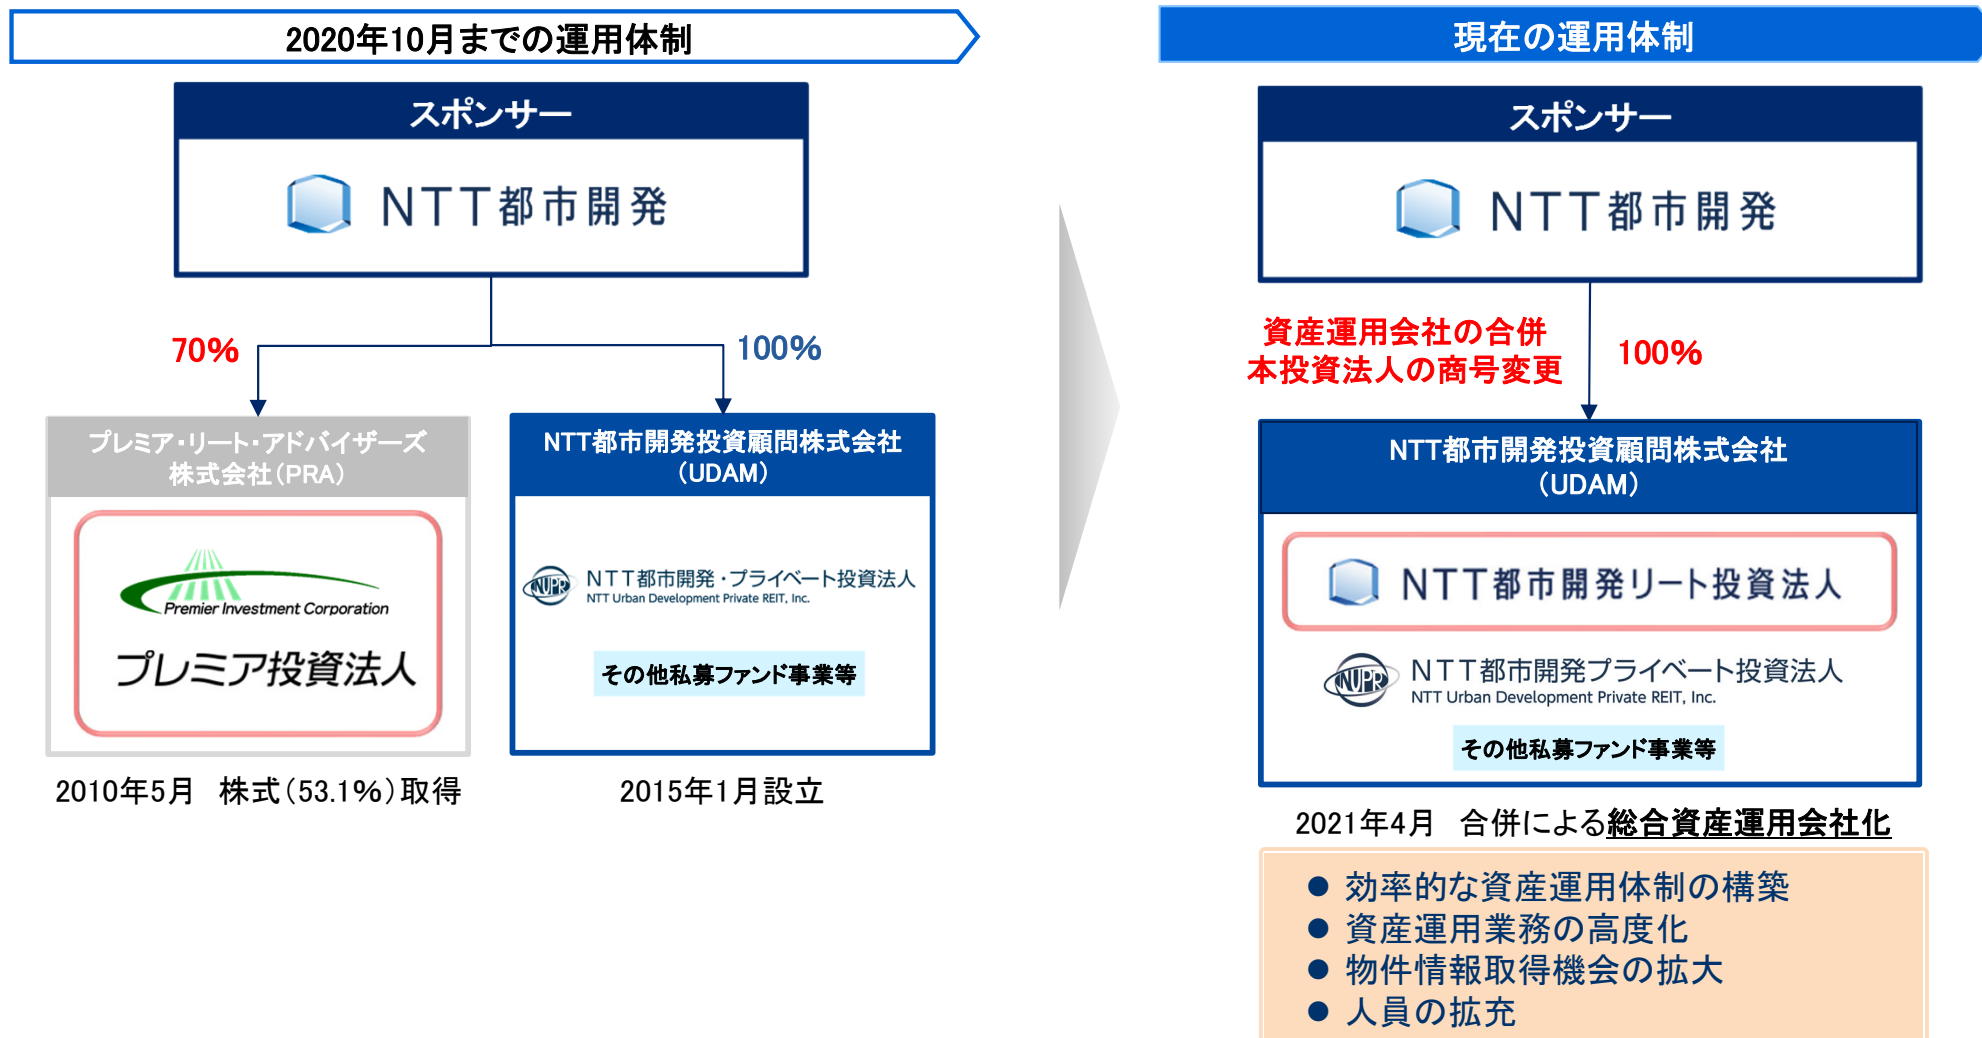 2020年10月までの運用体制
スポンサー
NTT都市開発
70%
100%
プレミア・リート・アドバイザーズ
株式会社（PRA）
Premier Investment Corporation
プレミア投資法人
2010年5月　株式（53.1%）取得
NTT都市開発投資顧問株式会社
（UDAM）
NUPR
NTT都市開発・プライベート投資法人
NTT Urban Development Private REIT, Inc.
その他私募ファンド事業等
2015年1月設立
現在の運用体制
スポンサー
NTT都市開発
資産運用会社の合併
本投資法人の商号変更
100%
NTT都市開発投資顧問株式会社
（UDAM）
NTT都市開発リート投資法人
NUPR
NTT都市開発プライベート投資法人
NTT Urban Development Private REIT, Inc.
その他私募ファンド事業等
2021年4月　合併による総合資産運用会社化
● 効率的な資産運用体制の構築
● 資産運用業務の高度化
● 物件情報取得機会の拡大
● 人員の拡充